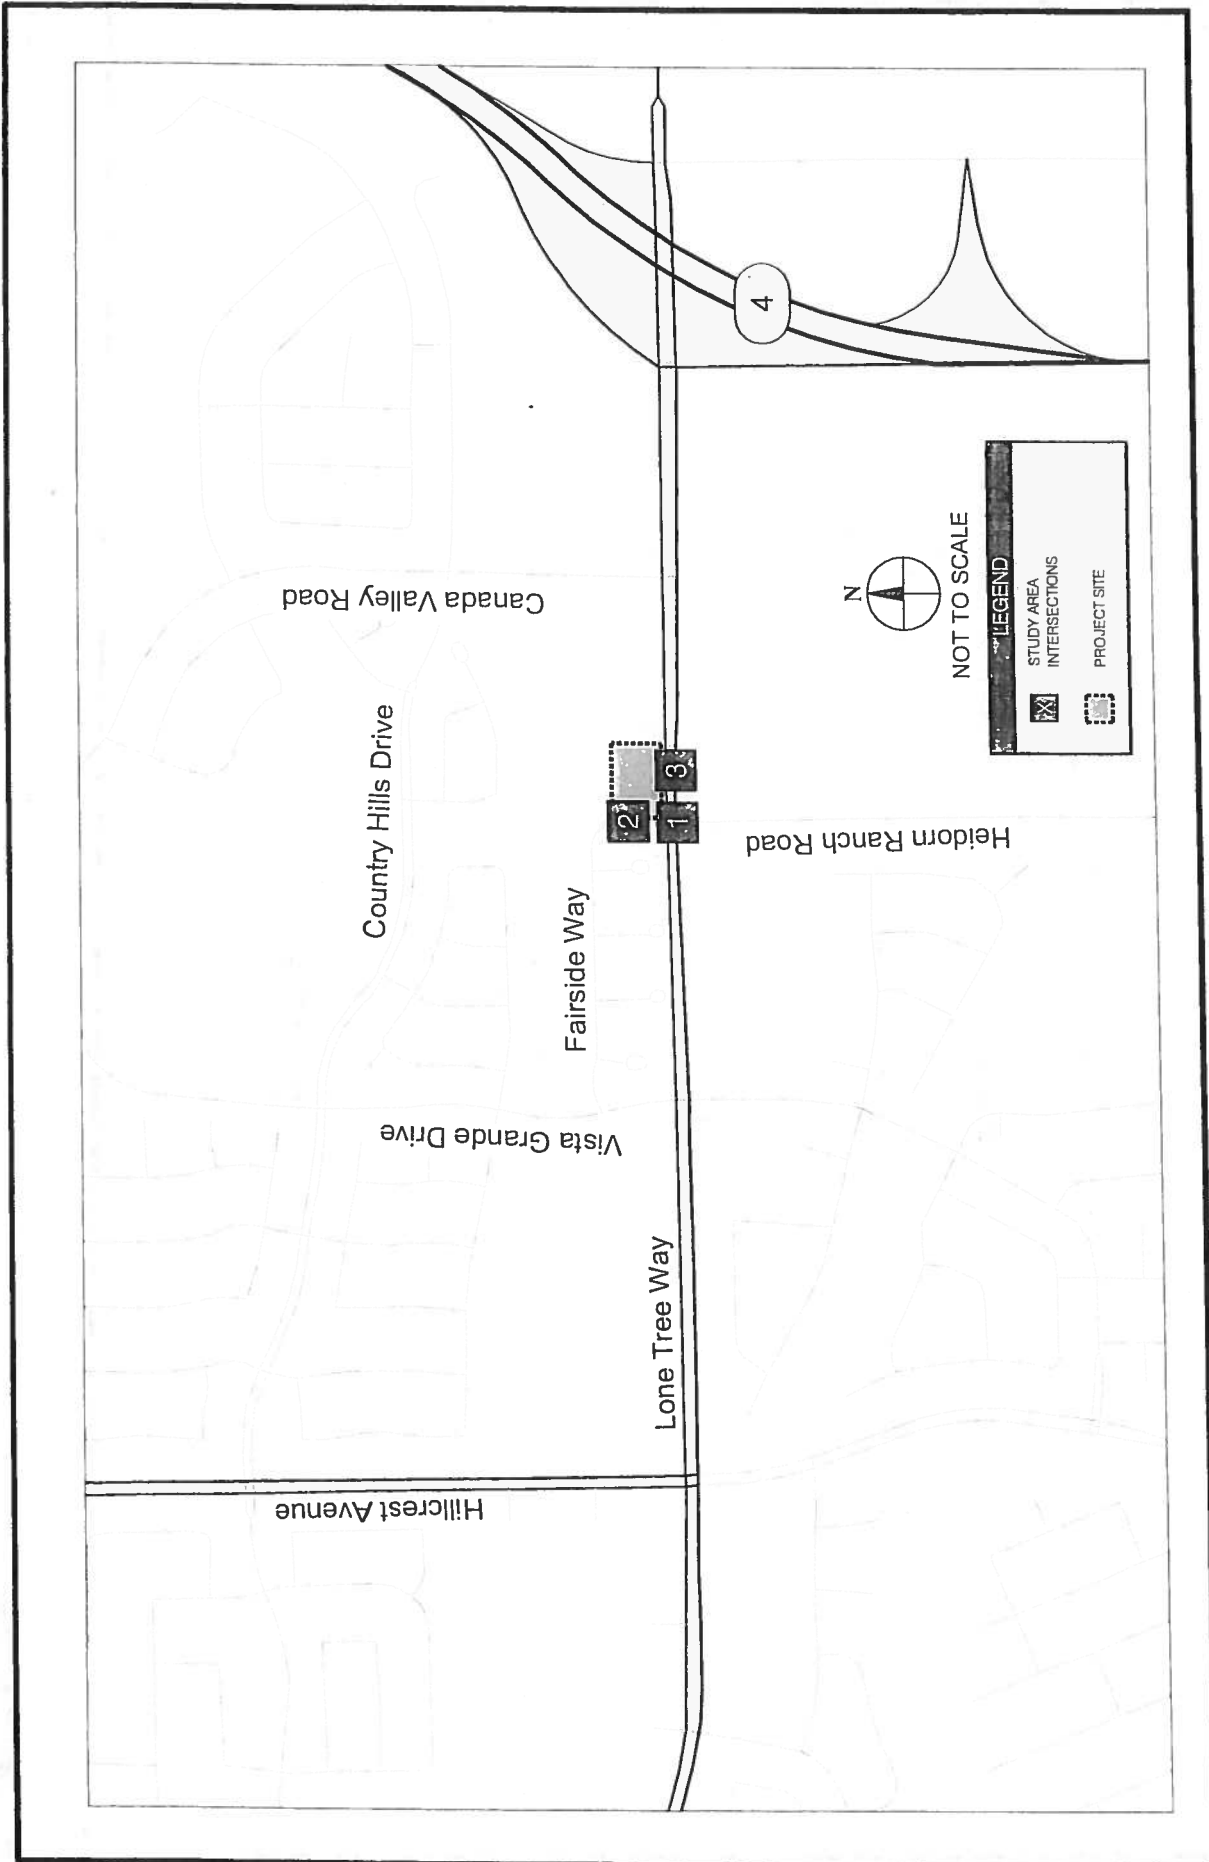 Canada Valley Road
Country Hills Drive
Hillcrest Avenue
Vista Grande Drive
Fairside Way
2
Lone Tree Way
1
3
4
Heidorn Ranch Road
N
NOT TO SCALE
LEGEND
X
STUDY AREA
INTERSECTIONS
PROJECT SITE